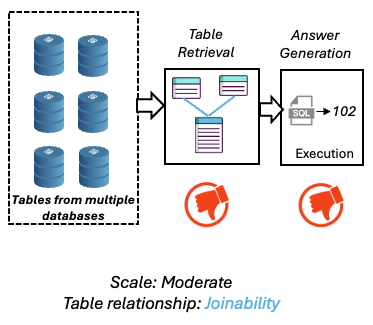 Table
Retrieval
Answer
Generation
SQL
102
Execution
Tables from multiple
databases
Scale: Moderate
Table relationship: Joinability